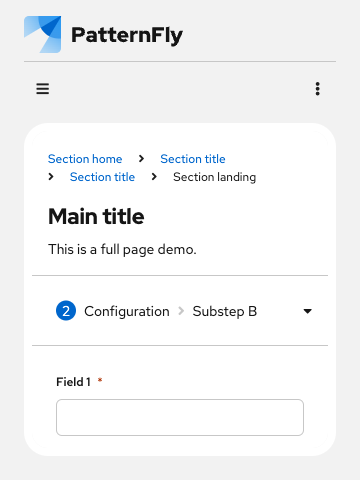 PatternFly
Section home Section title
Section title Section landing
Main title
This is a full page demo.
2 Configuration Substep B
Field 1 *